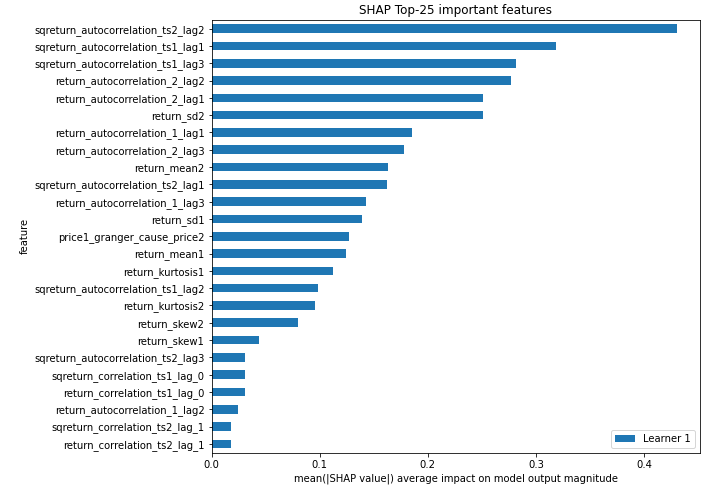 SHAP Top-25 important features
feature
sqreturn_autocorrelation_ts2_lag2
sqreturn_autocorrelation_ts1_lag1
sqreturn_autocorrelation_ts1_lag3
return_autocorrelation_2_lag2
return_autocorrelation_2_lag1
return_sd2
return_autocorrelation_1_lag1
return_autocorrelation_2_lag3
return_mean2
sqreturn_autocorrelation_ts2_lag1
return_autocorrelation_1_lag3
return_sd1
price1_granger_cause_price2
return_mean1
return_kurtosis1
sqreturn_autocorrelation_ts1_lag2
return_kurtosis2
return_skew2
return_skew1
sqreturn_autocorrelation_ts2_lag3
sqreturn_correlation_ts1_lag_0
return_correlation_ts1_lag_0
return_autocorrelation_1_lag2
sqreturn_correlation_ts2_lag_1
return_correlation_ts2_lag_1
Learner 1
0.0 0.1 0.2 0.3 0.4
mean(|SHAP value|) average impact on model output magnitude